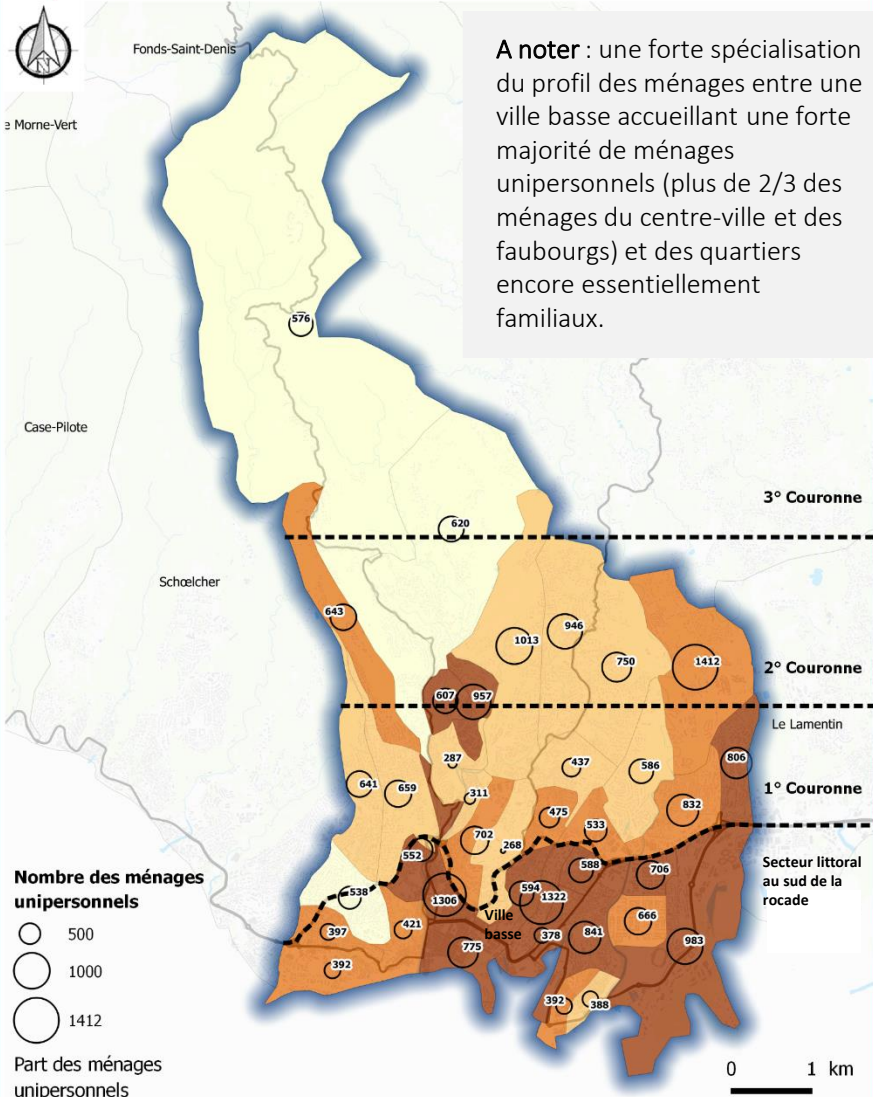 N
Fonds-Saint-Denis
e Morne-Vert
A noter : une forte spécialisation
du profil des ménages entre une
ville basse accueillant une forte
majorité de ménages
unipersonnels (plus de 2/3 des
ménages du centre-ville et des
faubourgs) et des quartiers
encore essentiellement
familiaux.
576
Case-Pilote
3° Couronne
620
Schœlcher
643
946
1013
750
1412
2° Couronne
607
957
Le Lamentin
287
437
586
806
641
659
311
1° Couronne
475
832
533
702
268
552
588
706
Secteur littoral
au sud de la
rocade
Nombre des ménages
unipersonnels
538
1306
594
1322
Ville
basse
666
500
397
421
378
841
983
775
1000
392
392
388
1412
Part des ménages
unipersonnels
0 1 km